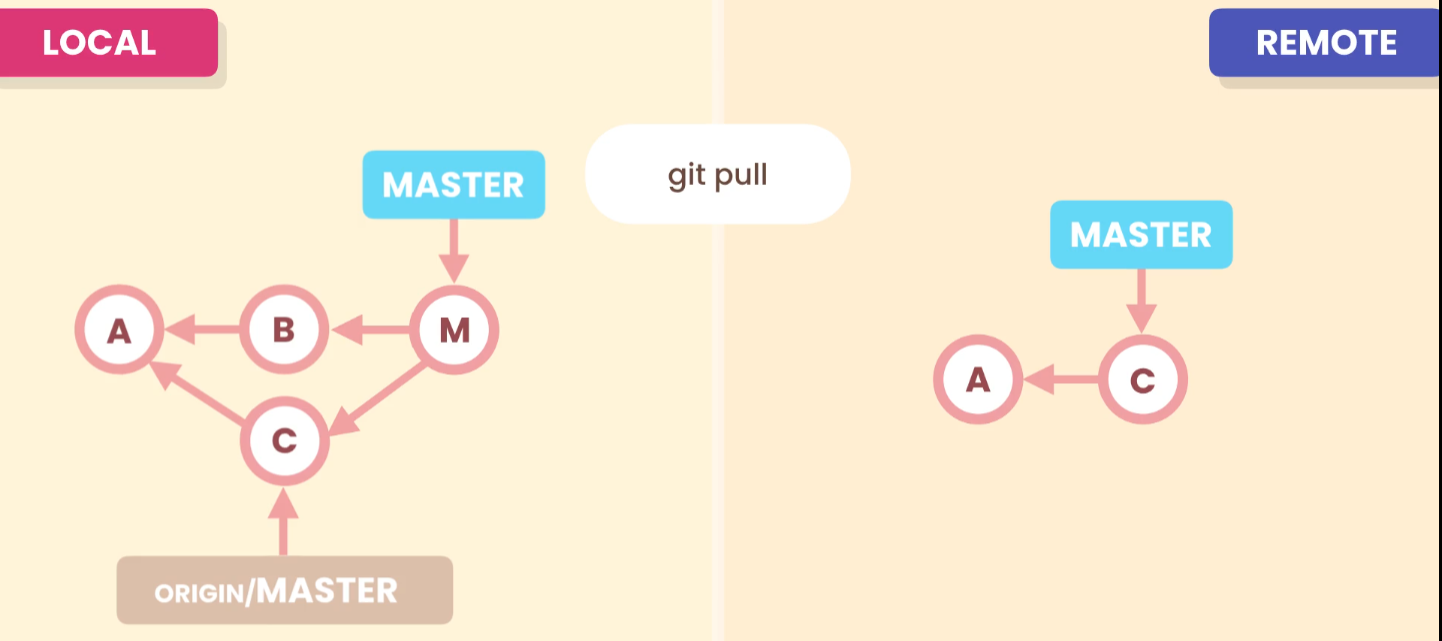 LOCAL
REMOTE
git pull
MASTER
A
B
M
C
ORIGIN/MASTER
MASTER
A
C